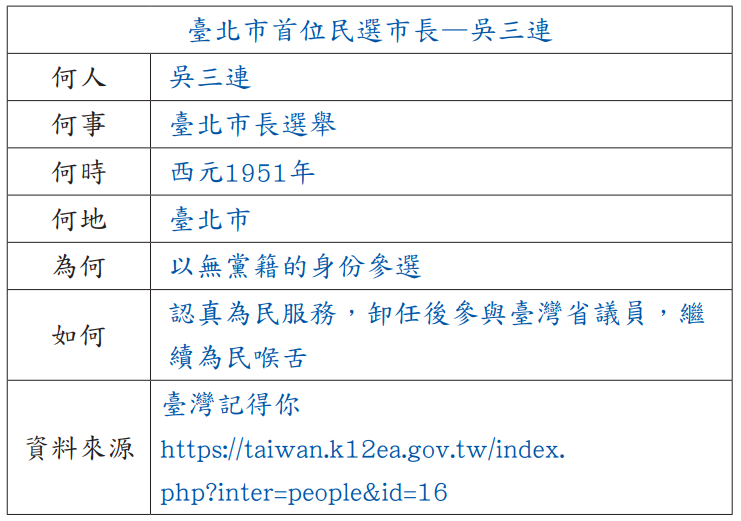 臺北市首位民選市長─吳三連
何人 吳三連
何事 臺北市長選舉
何時 西元1951年
何地 臺北市
為何 以無黨籍的身份參選
如何 認真為民服務，卸任後參與臺灣省議員，繼
續為民喉舌
資料來源 臺灣記得你
https://taiwan.k12ea.gov.tw/index.
php?inter=people&id=16